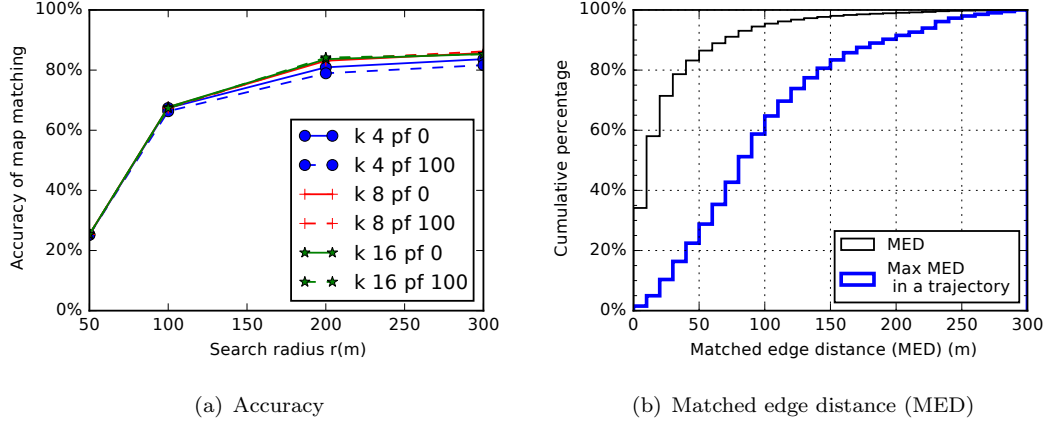 100%
80%
60%
40%
20%
0%
Accuracy of map matching
50
100
150
200
250
300
Search radius r(m)
k 4 pf 0
k 4 pf 100
k 8 pf 0
k 8 pf 100
k 16 pf 0
k 16 pf 100
(a) Accuracy
100%
80%
60%
40%
20%
0%
Cumulative percentage
0
50
100
150
200
250
300
Matched edge distance (MED) (m)
MED
Max MED
in a trajectory
(b) Matched edge distance (MED)